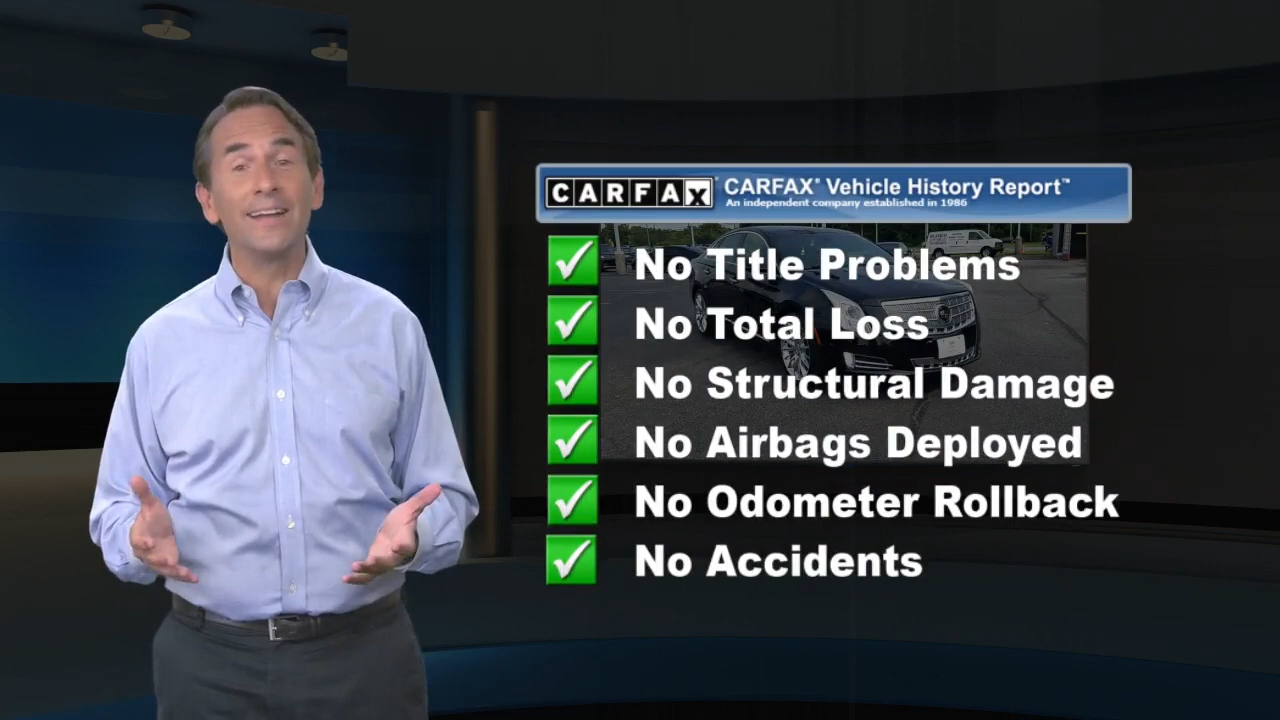 CARFAX CARFAX® Vehicle History Report™
An independent company established in 1986
No Title Problems
No Total Loss
No Structural Damage
No Airbags Deployed
No Odometer Rollback
No Accidents